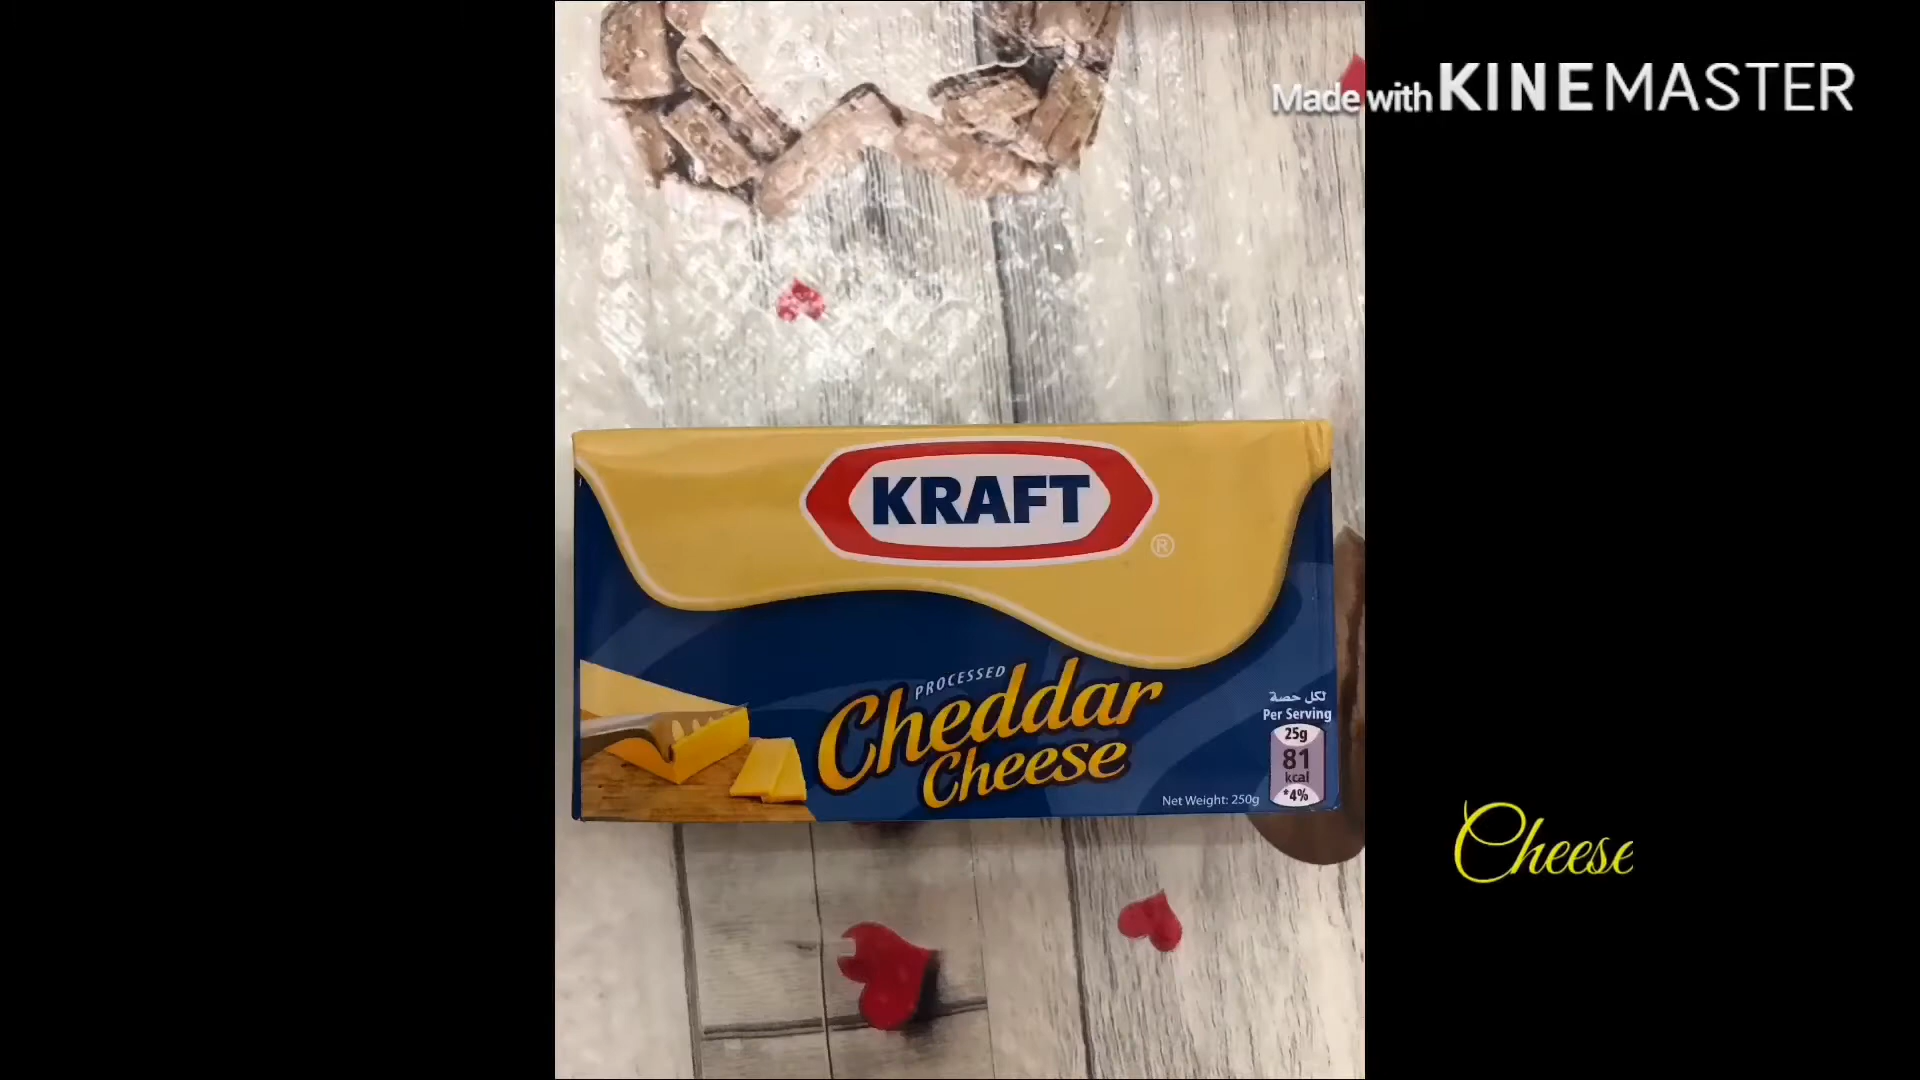 Made with KINEMASTER
KRAFT
®
PROCESSED
Cheddar
Cheese
لكل حصة
Per Serving
25g
81
kcal
*4%
Net Weight: 250g
Cheese